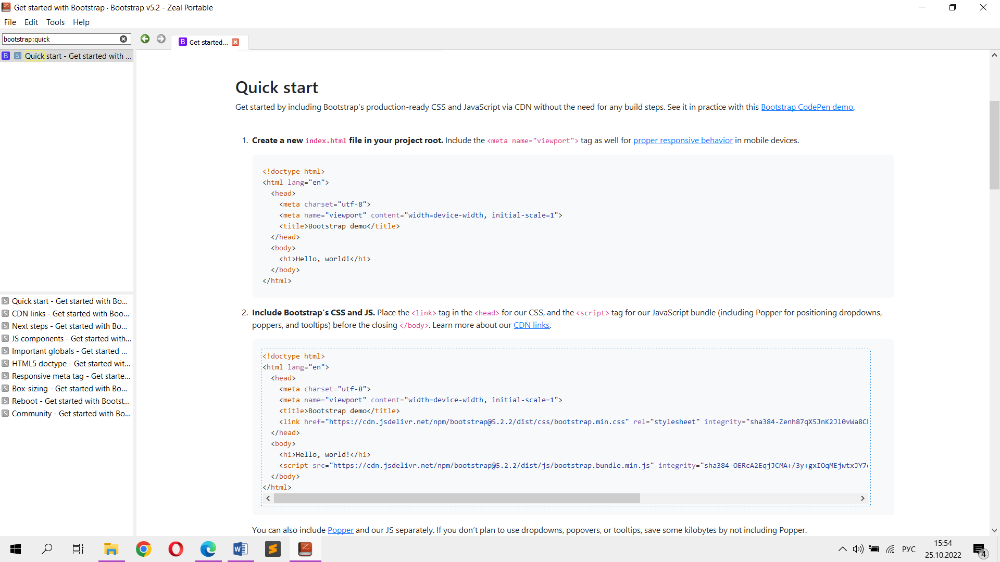 Get started with Bootstrap · Bootstrap v5.2 - Zeal Portable
File Edit Tools Help
bootstrap:quick
Get started...
Quick start - Get started with ...
Quick start
Get started by including Bootstrap’s production-ready CSS and JavaScript via CDN without the need for any build steps. See it in practice with this Bootstrap CodePen demo.
1. Create a new index.html file in your project root. Include the <meta name="viewport"> tag as well for proper responsive behavior in mobile devices.
<!doctype html>
<html lang="en">
  <head>
    <meta charset="utf-8">
    <meta name="viewport" content="width=device-width, initial-scale=1">
    <title>Bootstrap demo</title>
  </head>
  <body>
    <h1>Hello, world!</h1>
  </body>
</html>
2. Include Bootstrap’s CSS and JS. Place the <link> tag in the <head> for our CSS, and the <script> tag for our JavaScript bundle (including Popper for positioning dropdowns,
poppers, and tooltips) before the closing </body>. Learn more about our CDN links.
<!doctype html>
<html lang="en">
  <head>
    <meta charset="utf-8">
    <meta name="viewport" content="width=device-width, initial-scale=1">
    <title>Bootstrap demo</title>
    <link href="https://cdn.jsdelivr.net/npm/bootstrap@5.2.2/dist/css/bootstrap.min.css" rel="stylesheet" integrity="sha384-Zenh87qX5JnK2Jl0vWa8C
  </head>
  <body>
    <h1>Hello, world!</h1>
    <script src="https://cdn.jsdelivr.net/npm/bootstrap@5.2.2/dist/js/bootstrap.bundle.min.js" integrity="sha384-OERcA2EqjJCMA+/3y+gxIOqMEjwtxJY7
  </body>
</html>
You can also include Popper and our JS separately. If you don’t plan to use dropdowns, popovers, or tooltips, save some kilobytes by not including Popper.
Quick start - Get started with Bo...
CDN links - Get started with Boo...
Next steps - Get started with Bo...
JS components - Get started with...
Important globals - Get started ...
HTML5 doctype - Get started wit...
Responsive meta tag - Get starte...
Box-sizing - Get started with Bo...
Reboot - Get started with Bootst...
Community - Get started with Bo...
РУС
15:54
25.10.2022
4